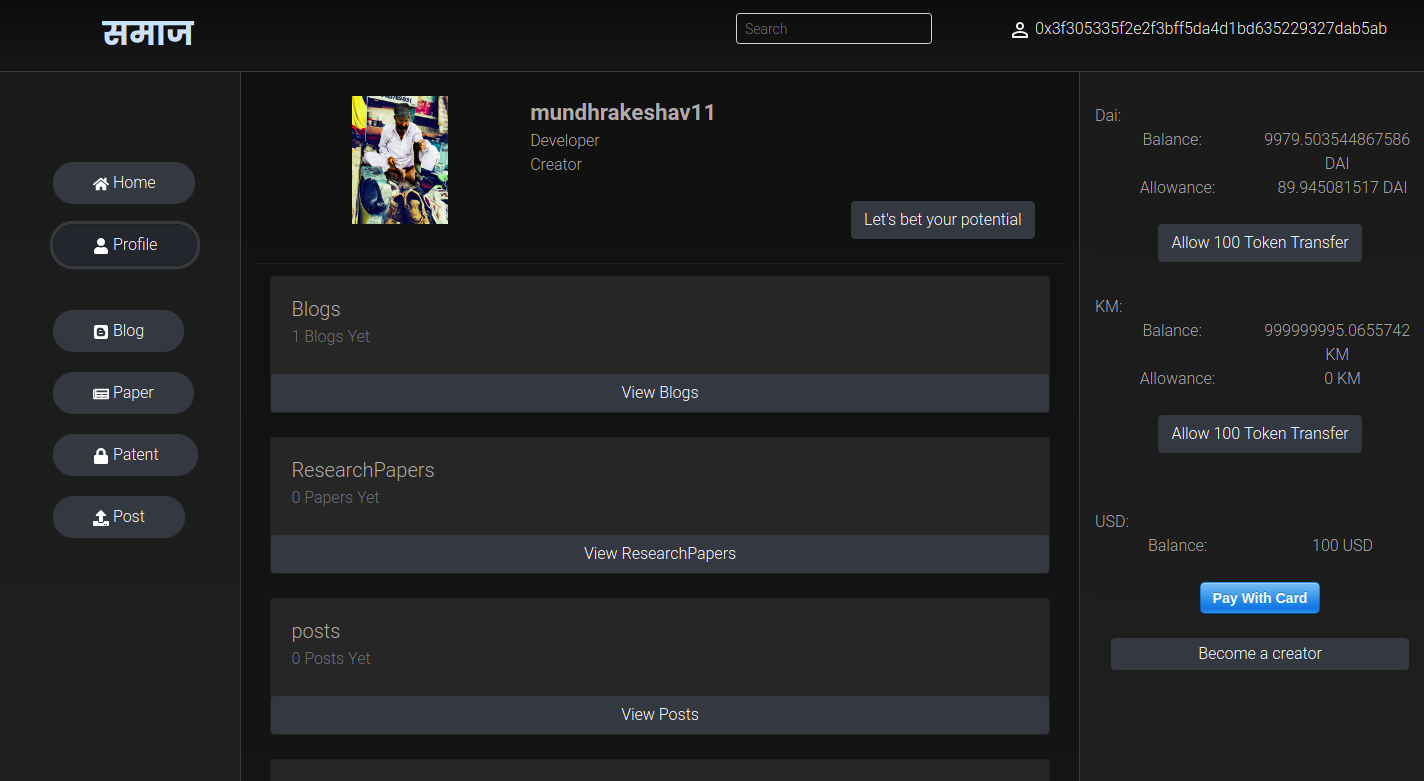 समाज
Search
0x3f305335f2e2f3bff5da4d1bd635229327dab5ab
Home
Profile
Blog
Paper
Patent
Post
mundhrakeshav11
Developer
Creator
Let's bet your potential
Blogs
1 Blogs Yet
View Blogs
ResearchPapers
0 Papers Yet
View ResearchPapers
posts
0 Posts Yet
View Posts
Dai:
Balance: 9979.503544867586
DAI
Allowance: 89.945081517 DAI
Allow 100 Token Transfer
KM:
Balance: 999999995.0655742
KM
Allowance: 0 KM
Allow 100 Token Transfer
USD:
Balance: 100 USD
Pay With Card
Become a creator